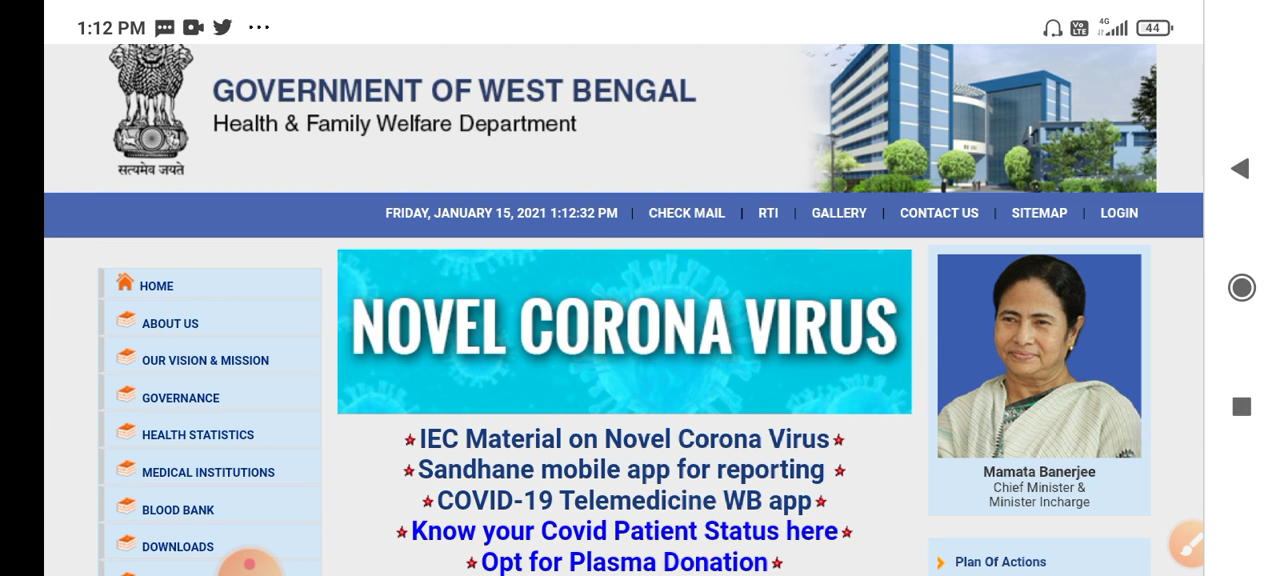 1:12 PM
4G
Vo
LTE
44
GOVERNMENT OF WEST BENGAL
Health & Family Welfare Department
सत्यमेव जयते
FRIDAY, JANUARY 15, 2021 1:12:32 PM | CHECK MAIL | RTI | GALLERY | CONTACT US | SITEMAP | LOGIN
HOME
ABOUT US
OUR VISION & MISSION
GOVERNANCE
HEALTH STATISTICS
MEDICAL INSTITUTIONS
BLOOD BANK
DOWNLOADS
NOVEL CORONA VIRUS
IEC Material on Novel Corona Virus
Sandhane mobile app for reporting
COVID-19 Telemedicine WB app
Know your Covid Patient Status here
Opt for Plasma Donation
Mamata Banerjee
Chief Minister &
Minister Incharge
Plan Of Actions